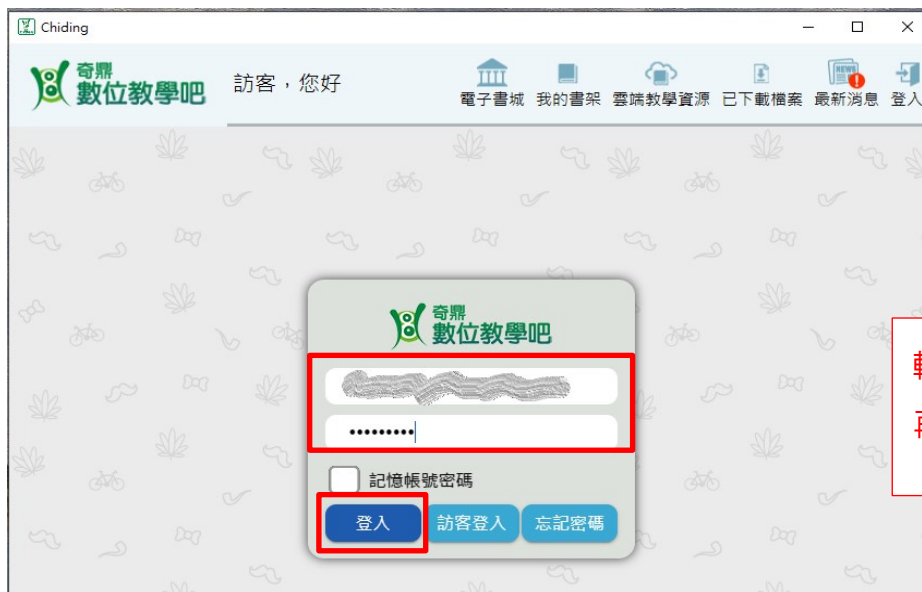 Chiding
奇鼎
數位教學吧
訪客，您好
電子書城 我的書架 雲端教學資源 已下載檔案 最新消息 登入
NEWS
奇鼎
數位教學吧
•••••••••
記憶帳號密碼
登入 訪客登入 忘記密碼